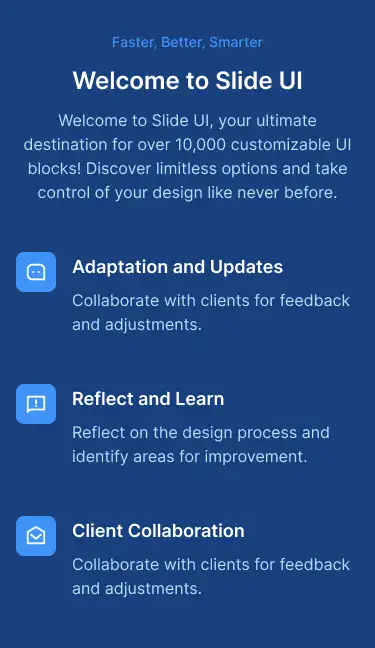 Faster, Better, Smarter
Welcome to Slide UI
Welcome to Slide UI, your ultimate
destination for over 10,000 customizable UI
blocks! Discover limitless options and take
control of your design like never before.
Adaptation and Updates
Collaborate with clients for feedback
and adjustments.
Reflect and Learn
Reflect on the design process and
identify areas for improvement.
Client Collaboration
Collaborate with clients for feedback
and adjustments.